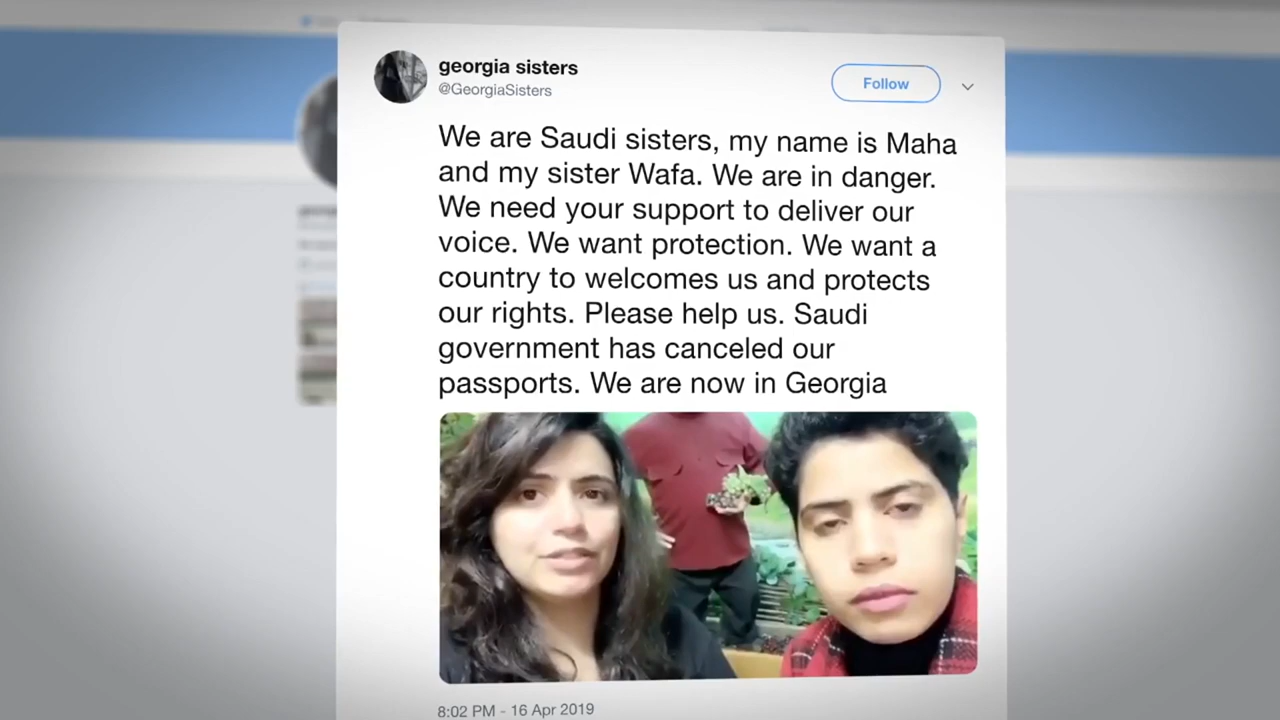 georgia sisters
@GeorgiaSisters
Follow
We are Saudi sisters, my name is Maha
and my sister Wafa. We are in danger.
We need your support to deliver our
voice. We want protection. We want a
country to welcomes us and protects
our rights. Please help us. Saudi
government has canceled our
passports. We are now in Georgia
8:02 PM - 16 Apr 2019